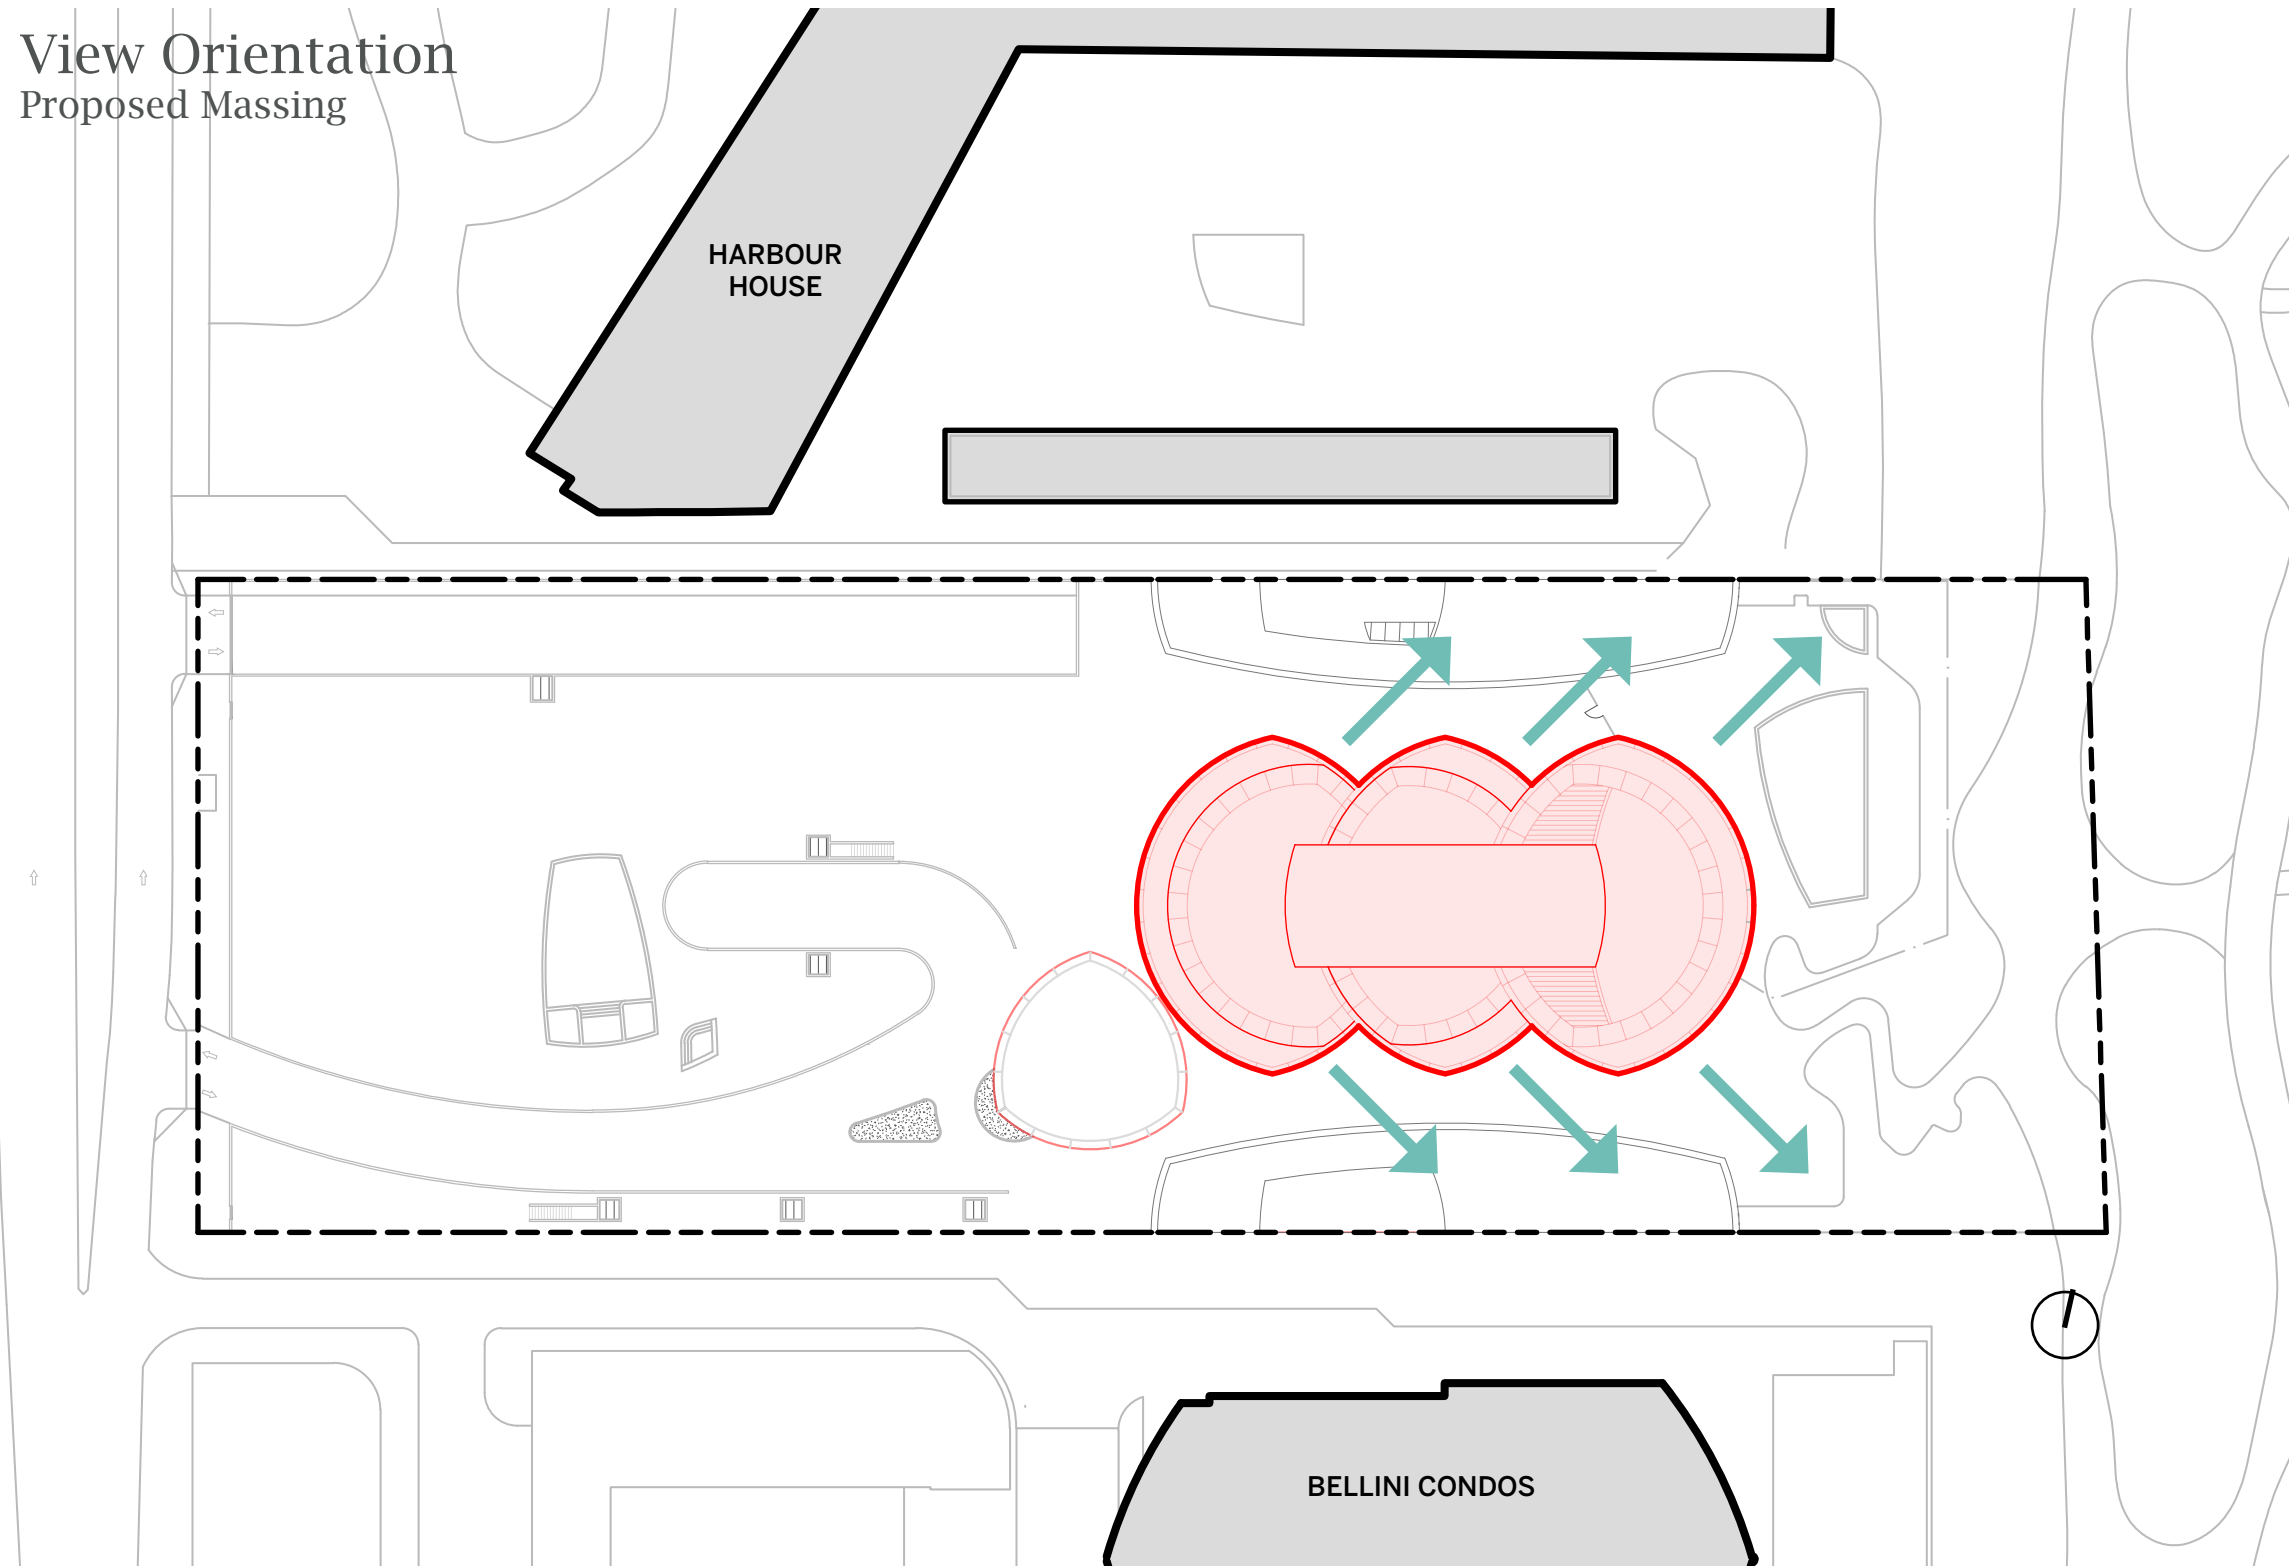 View Orientation
Proposed Massing
HARBOUR
HOUSE
BELLINI CONDOS